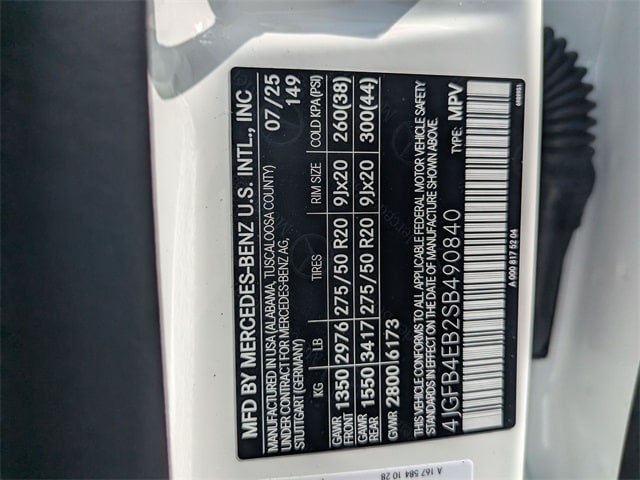 MFD BY MERCEDES-BENZ U.S. INTL., INC
MANUFACTURED IN USA (ALABAMA, TUSCALOOSA COUNTY) 07/25
UNDER CONTRACT FOR MERCEDES-BENZ AG, 149
STUTTGART (GERMANY)
KG LB TIRES RIM SIZE COLD KPA (PSI)
GAWR FRONT 1350 2976 275/50 R20 9Jx20 260(38)
GAWR REAR 1550 3417 275/50 R20 9Jx20 300(44)
GVWR 2800 6173
THIS VEHICLE CONFORMS TO ALL APPLICABLE FEDERAL MOTOR VEHICLE SAFETY
STANDARDS IN EFFECT ON THE DATE OF MANUFACTURE SHOWN ABOVE.
4JGFB4EB2SB490840 TYPE: MPV
A 000 817 52 04
A 167 584 10 28